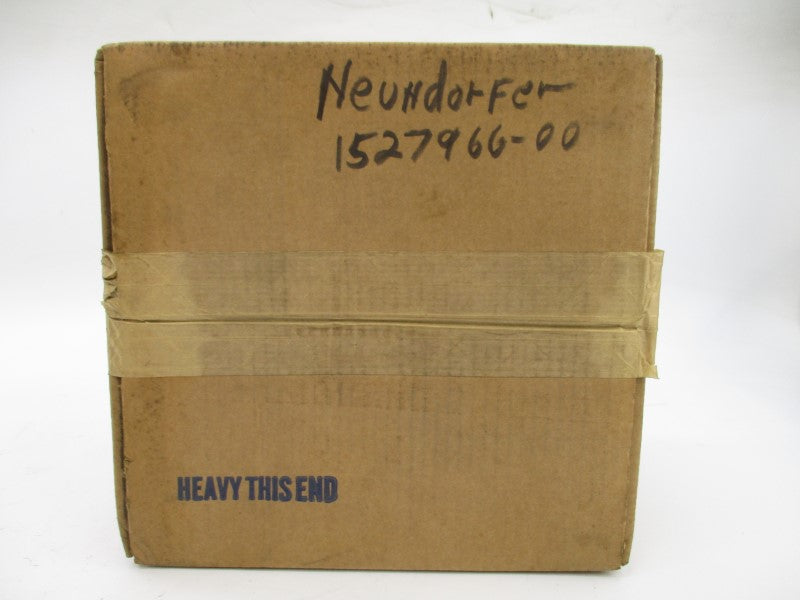 Neundorfer
1527966-00
HEAVY THIS END